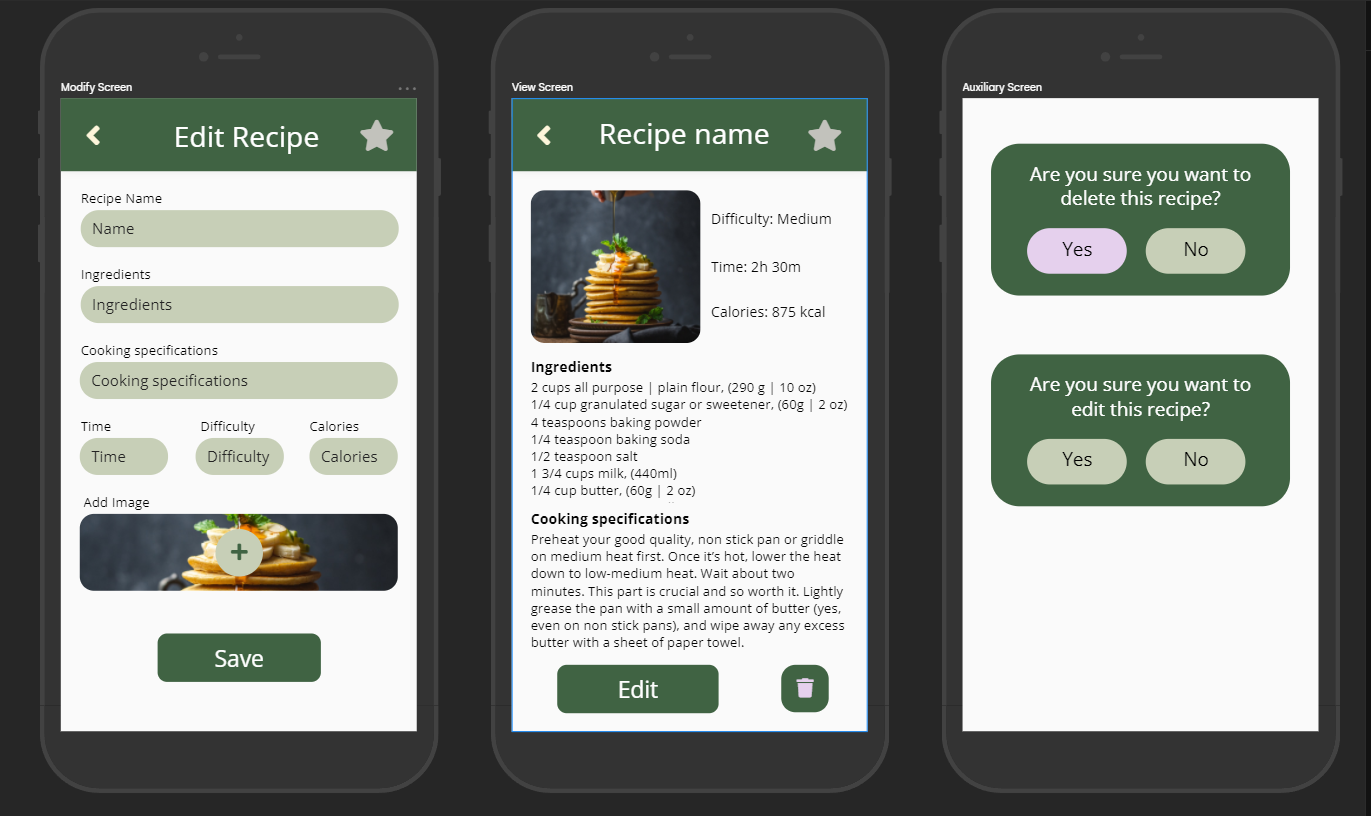 Modify Screen
Edit Recipe
Recipe Name
Name
Ingredients
Ingredients
Cooking specifications
Cooking specifications
Time Difficulty Calories
Time Difficulty Calories
Add Image
Save
View Screen
Recipe name
Difficulty: Medium
Time: 2h 30m
Calories: 875 kcal
Ingredients
2 cups all purpose | plain flour, (290 g | 10 oz)
1/4 cup granulated sugar or sweetener, (60g | 2 oz)
4 teaspoons baking powder
1/4 teaspoon baking soda
1/2 teaspoon salt
1 3/4 cups milk, (440ml)
1/4 cup butter, (60g | 2 oz)
Cooking specifications
Preheat your good quality, non stick pan or griddle
on medium heat first. Once it's hot, lower the heat
down to low-medium heat. Wait about two
minutes. This part is crucial and so worth it. Lightly
grease the pan with a small amount of butter (yes,
even on non stick pans), and wipe away any excess
butter with a sheet of paper towel.
Edit
Auxiliary Screen
Are you sure you want to
delete this recipe?
Yes No
Are you sure you want to
edit this recipe?
Yes No